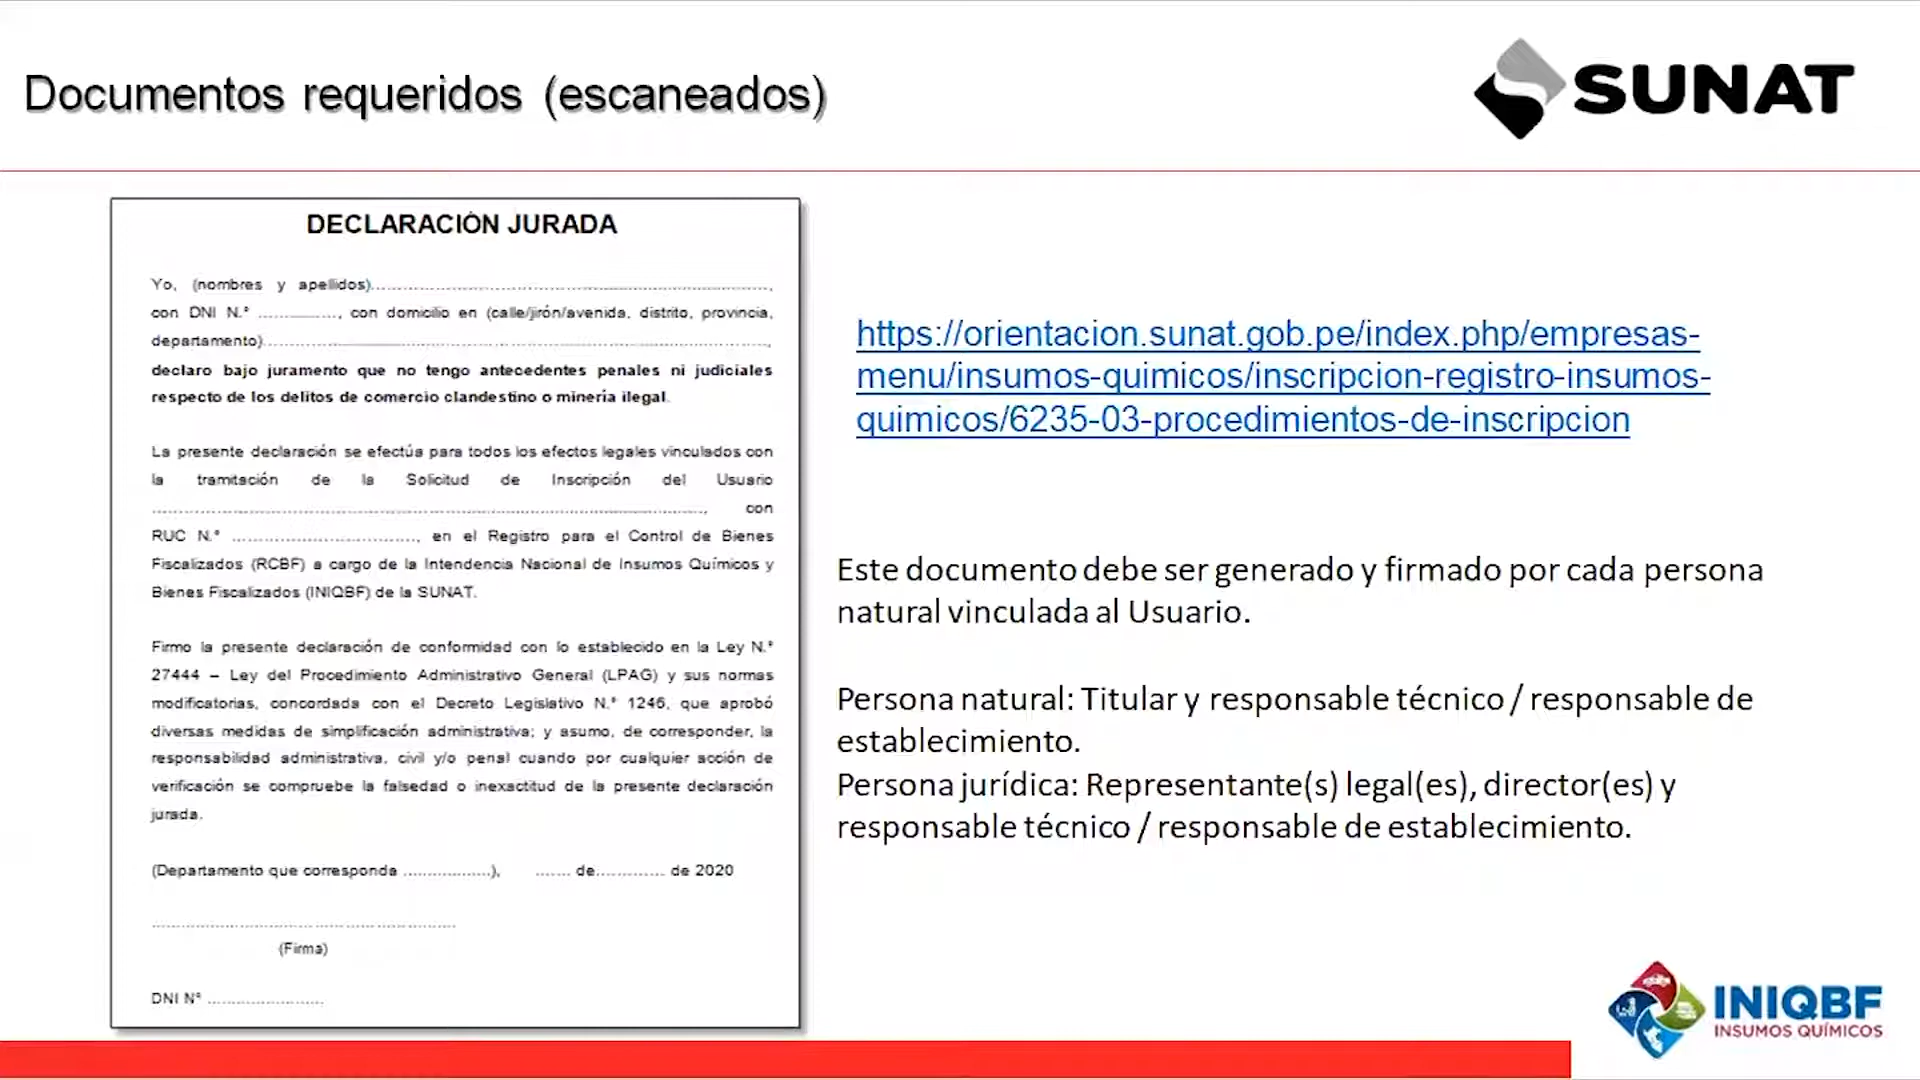 Documentos requeridos (escaneados)
SUNAT
DECLARACIÓN JURADA
Yo, (nombres y apellidos)..............................................................................................,
con DNI N.° ...................., con domicilio en (calle/jirón/avenida, distrito, provincia,
departamento)........................................................................................................................,
declaro bajo juramento que no tengo antecedentes penales ni judiciales
respecto de los delitos de comercio clandestino o minería ilegal.
La presente declaración se efectúa para todos los efectos legales vinculados con
la tramitación de la Solicitud de Inscripción del Usuario
..................................................................................................................................., con
RUC N.° ............................................, en el Registro para el Control de Bienes
Fiscalizados (RCBF) a cargo de la Intendencia Nacional de Insumos Químicos y
Bienes Fiscalizados (INIQBF) de la SUNAT.
Firmo la presente declaración de conformidad con lo establecido en la Ley N.°
27444 – Ley del Procedimiento Administrativo General (LPAG) y sus normas
modificatorias, concordada con el Decreto Legislativo N.° 1246, que aprobó
diversas medidas de simplificación administrativa; y asumo, de corresponder, la
responsabilidad administrativa, civil y/o penal cuando por cualquier acción de
verificación se compruebe la falsedad o inexactitud de la presente declaración
jurada.
(Departamento que corresponda .....................), ........ de................ de 2020
........................................................................
(Firma)
DNI N° ...........................
https://orientacion.sunat.gob.pe/index.php/empresas-
menu/insumos-quimicos/inscripcion-registro-insumos-
quimicos/6235-03-procedimientos-de-inscripcion
Este documento debe ser generado y firmado por cada persona
natural vinculada al Usuario.
Persona natural: Titular y responsable técnico / responsable de
establecimiento.
Persona jurídica: Representante(s) legal(es), director(es) y
responsable técnico / responsable de establecimiento.
INIQBF
INSUMOS QUÍMICOS